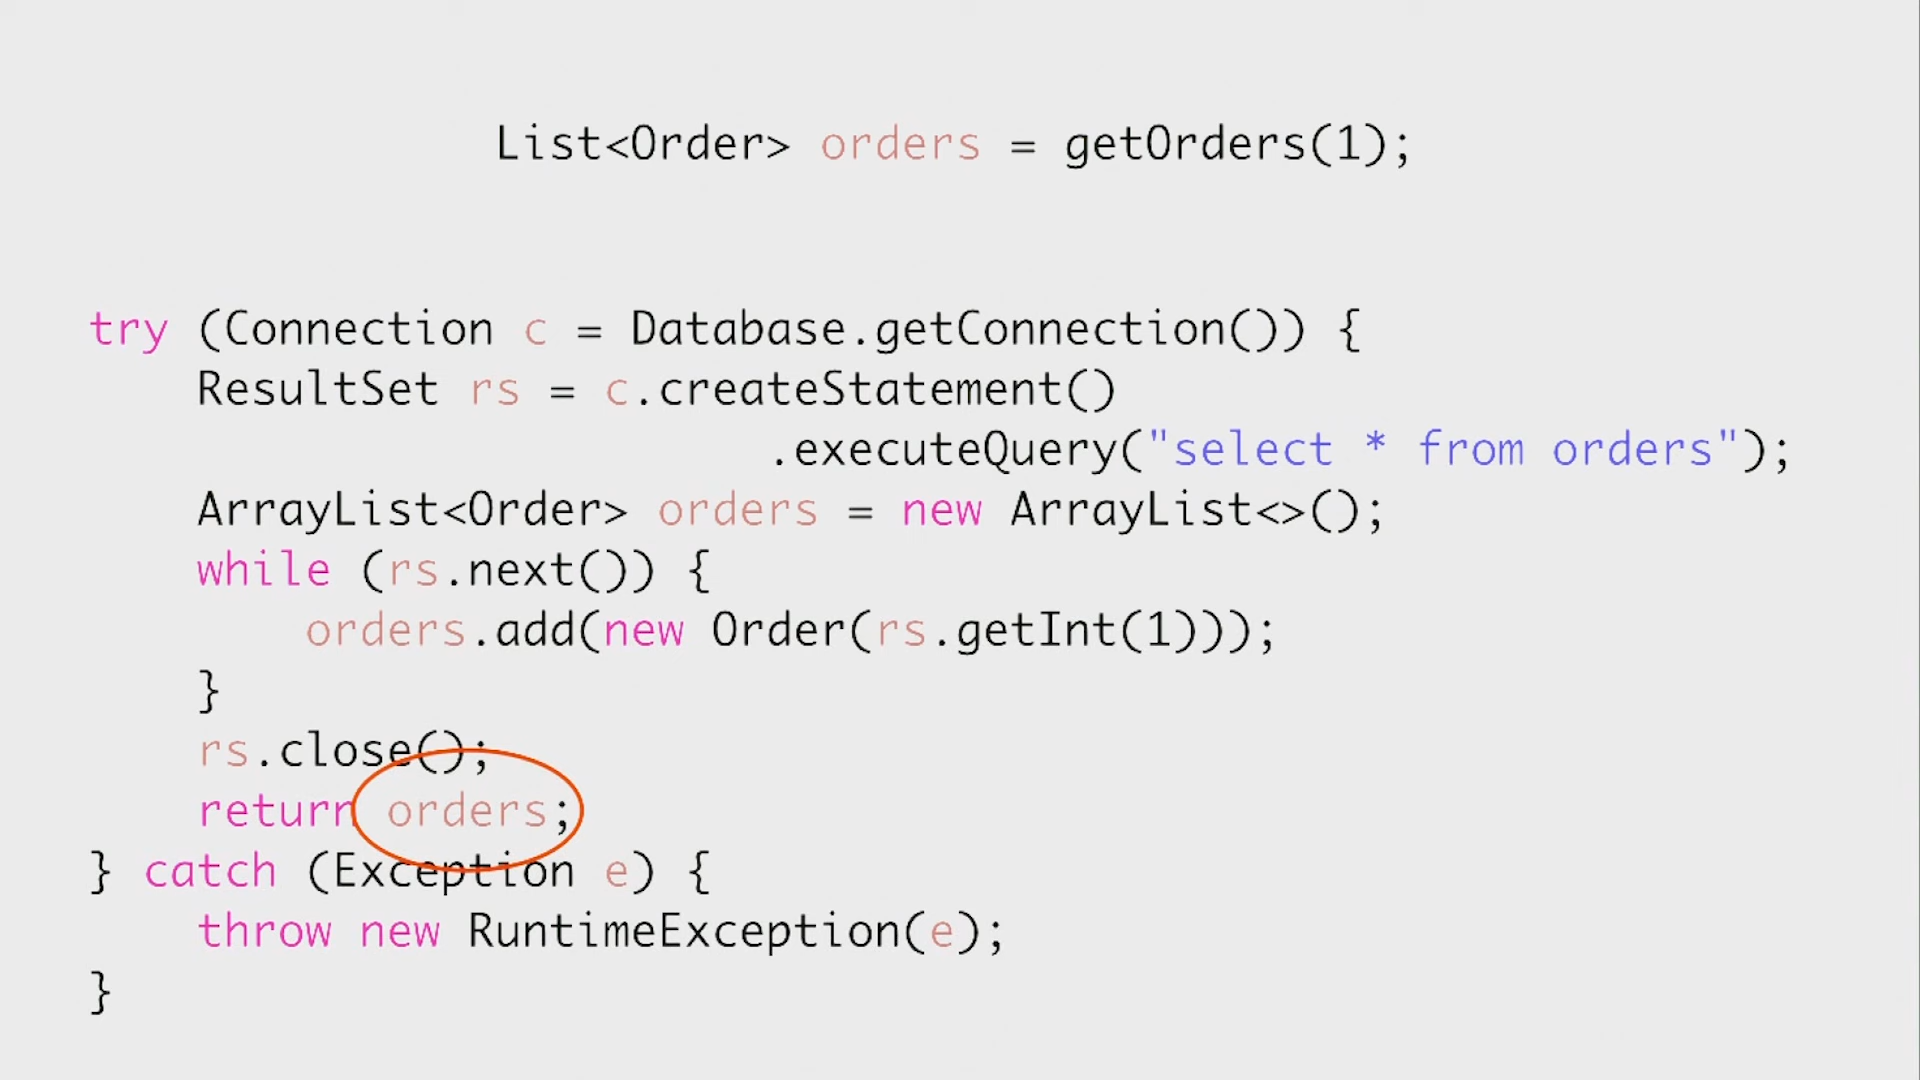 List<Order> orders = getOrders(1);
try (Connection c = Database.getConnection()) {
ResultSet rs = c.createStatement()
.executeQuery("select * from orders");
ArrayList<Order> orders = new ArrayList<>();
while (rs.next()) {
orders.add(new Order(rs.getInt(1)));
}
rs.close();
return orders;
} catch (Exception e) {
throw new RuntimeException(e);
}